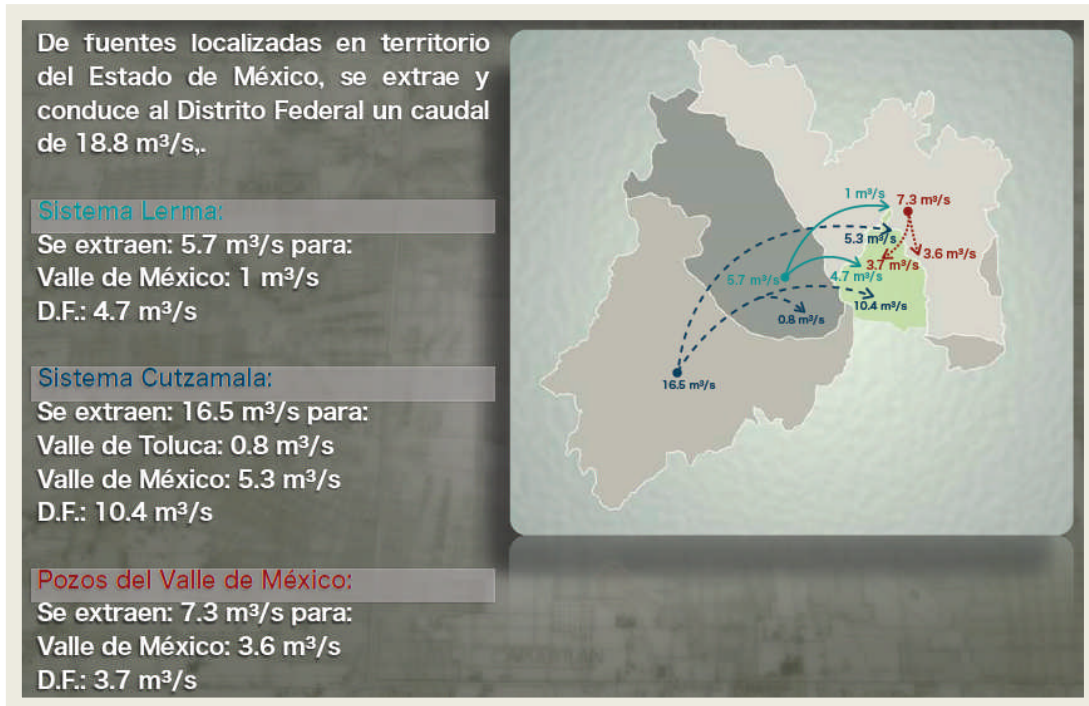 De fuentes localizadas en territorio
del Estado de México, se extrae y
conduce al Distrito Federal un caudal
de 18.8 m³/s,.
Sistema Lerma:
Se extraen: 5.7 m³/s para:
Valle de México: 1 m³/s
D.F.: 4.7 m³/s
Sistema Cutzamala:
Se extraen: 16.5 m³/s para:
Valle de Toluca: 0.8 m³/s
Valle de México: 5.3 m³/s
D.F.: 10.4 m³/s
Pozos del Valle de México:
Se extraen: 7.3 m³/s para:
Valle de México: 3.6 m³/s
D.F.: 3.7 m³/s
1 m³/s
7.3 m³/s
5.3 m³/s
3.6 m³/s
3.7 m³/s
5.7 m³/s
4.7 m³/s
10.4 m³/s
0.8 m³/s
16.5 m³/s